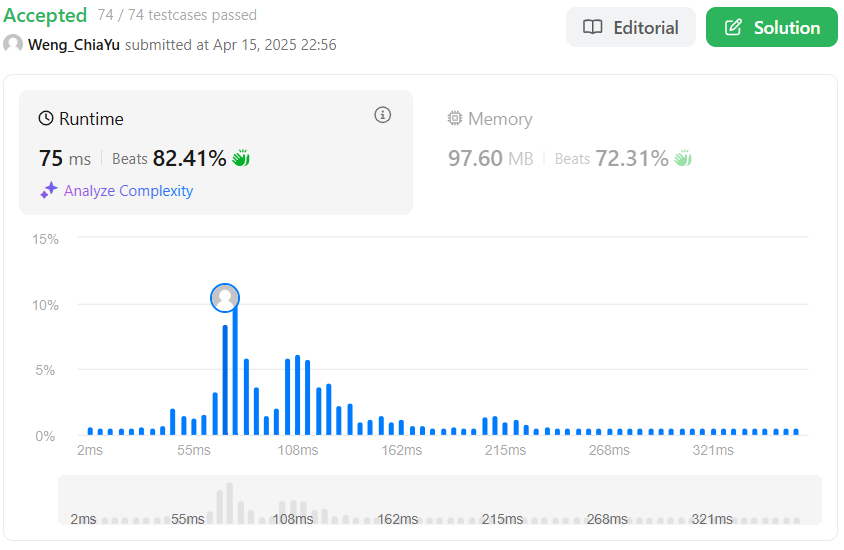 Accepted 74 / 74 testcases passed
Weng_ChiaYu submitted at Apr 15, 2025 22:56
Editorial
Solution
Runtime
75 ms | Beats 82.41%
Analyze Complexity
Memory
97.60 MB | Beats 72.31%
15%
10%
5%
0%
2ms 55ms 108ms 162ms 215ms 268ms 321ms
2ms 55ms 108ms 162ms 215ms 268ms 321ms